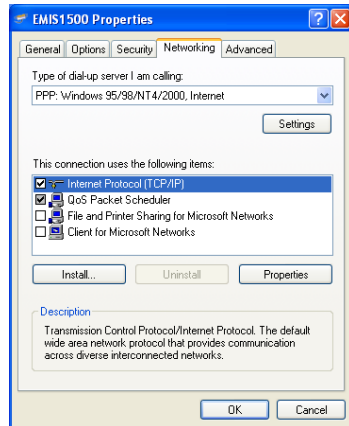 EMIS1500 Properties
General Options Security Networking Advanced
Type of dial-up server I am calling:
PPP: Windows 95/98/NT4/2000, Internet
Settings
This connection uses the following items:
Internet Protocol (TCP/IP)
QoS Packet Scheduler
File and Printer Sharing for Microsoft Networks
Client for Microsoft Networks
Install... Uninstall Properties
Description
Transmission Control Protocol/Internet Protocol. The default
wide area network protocol that provides communication
across diverse interconnected networks.
OK Cancel